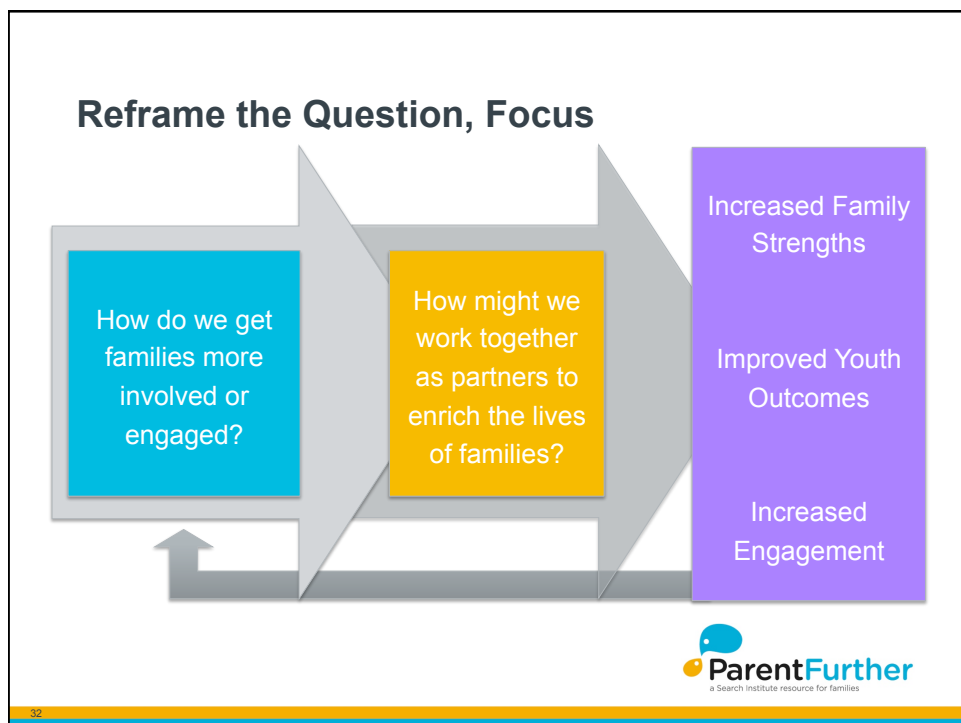 Reframe the Question, Focus
How do we get
families more
involved or
engaged?
How might we
work together
as partners to
enrich the lives
of families?
Increased Family
Strengths
Improved Youth
Outcomes
Increased
Engagement
ParentFurther
a Search Institute resource for families
32